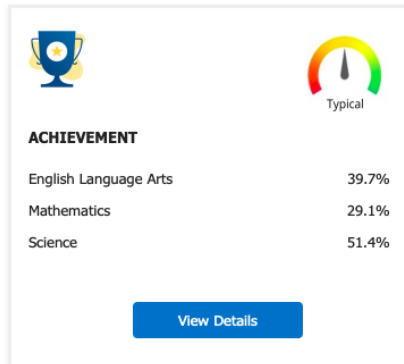 Typical
ACHIEVEMENT
English Language Arts 39.7%
Mathematics 29.1%
Science 51.4%
View Details